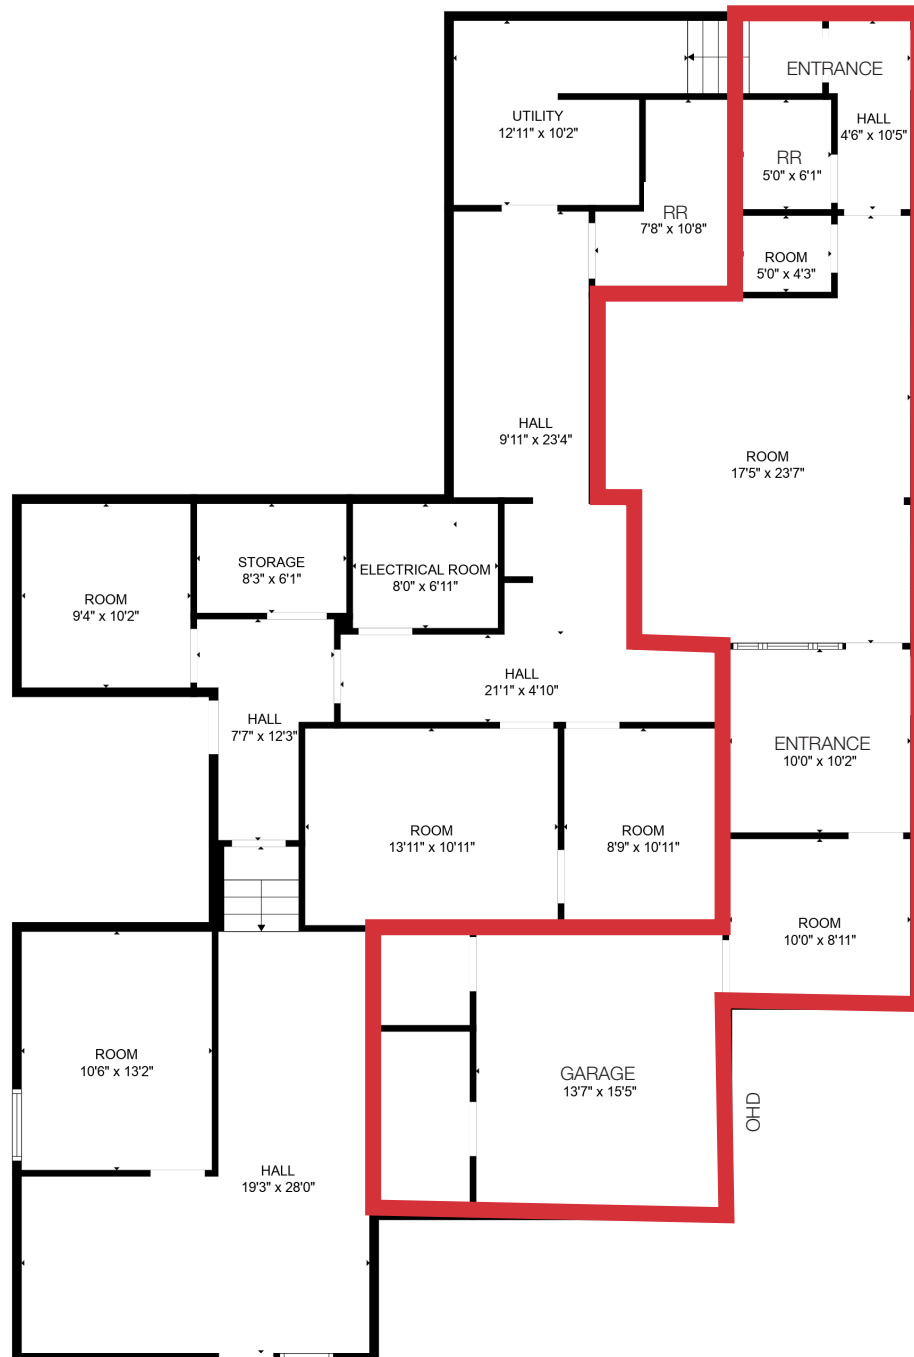 ENTRANCE
UTILITY
12'11" x 10'2"
HALL
4'6" x 10'5"
RR
5'0" x 6'1"
RR
7'8" x 10'8"
ROOM
5'0" x 4'3"
HALL
9'11" x 23'4"
ROOM
17'5" x 23'7"
STORAGE
8'3" x 6'1"
ELECTRICAL ROOM
8'0" x 6'11"
ROOM
9'4" x 10'2"
HALL
21'1" x 4'10"
HALL
7'7" x 12'3"
ENTRANCE
10'0" x 10'2"
ROOM
13'11" x 10'11"
ROOM
8'9" x 10'11"
ROOM
10'0" x 8'11"
ROOM
10'6" x 13'2"
GARAGE
13'7" x 15'5"
OHD
HALL
19'3" x 28'0"